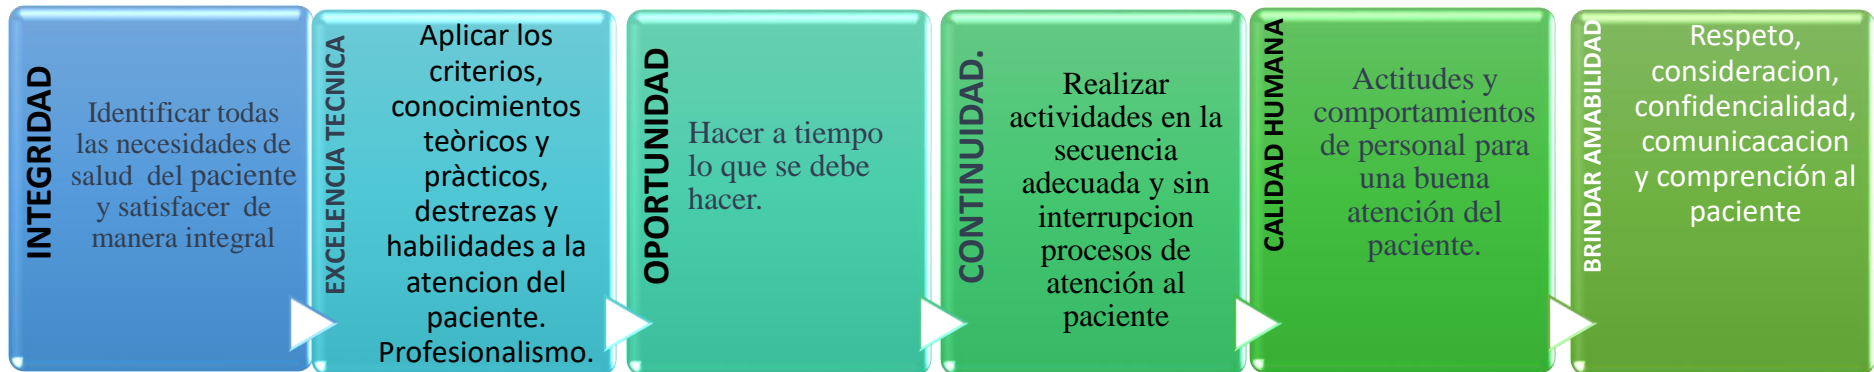 INTEGRIDAD
Identificar todas
las necesidades de
salud del paciente
y satisfacer de
manera integral
EXCELENCIA TECNICA
Aplicar los
criterios,
conocimientos
teòricos y
pràcticos,
destrezas y
habilidades a la
atencion del
paciente.
Profesionalismo.
OPORTUNIDAD
Hacer a tiempo
lo que se debe
hacer.
CONTINUIDAD.
Realizar
actividades en la
secuencia
adecuada y sin
interrupcion
procesos de
atención al
paciente
CALIDAD HUMANA
Actitudes y
comportamientos
de personal para
una buena
atención del
paciente.
BRINDAR AMABILIDAD
Respeto,
consideracion,
confidencialidad,
comunicacacion
y comprención al
paciente